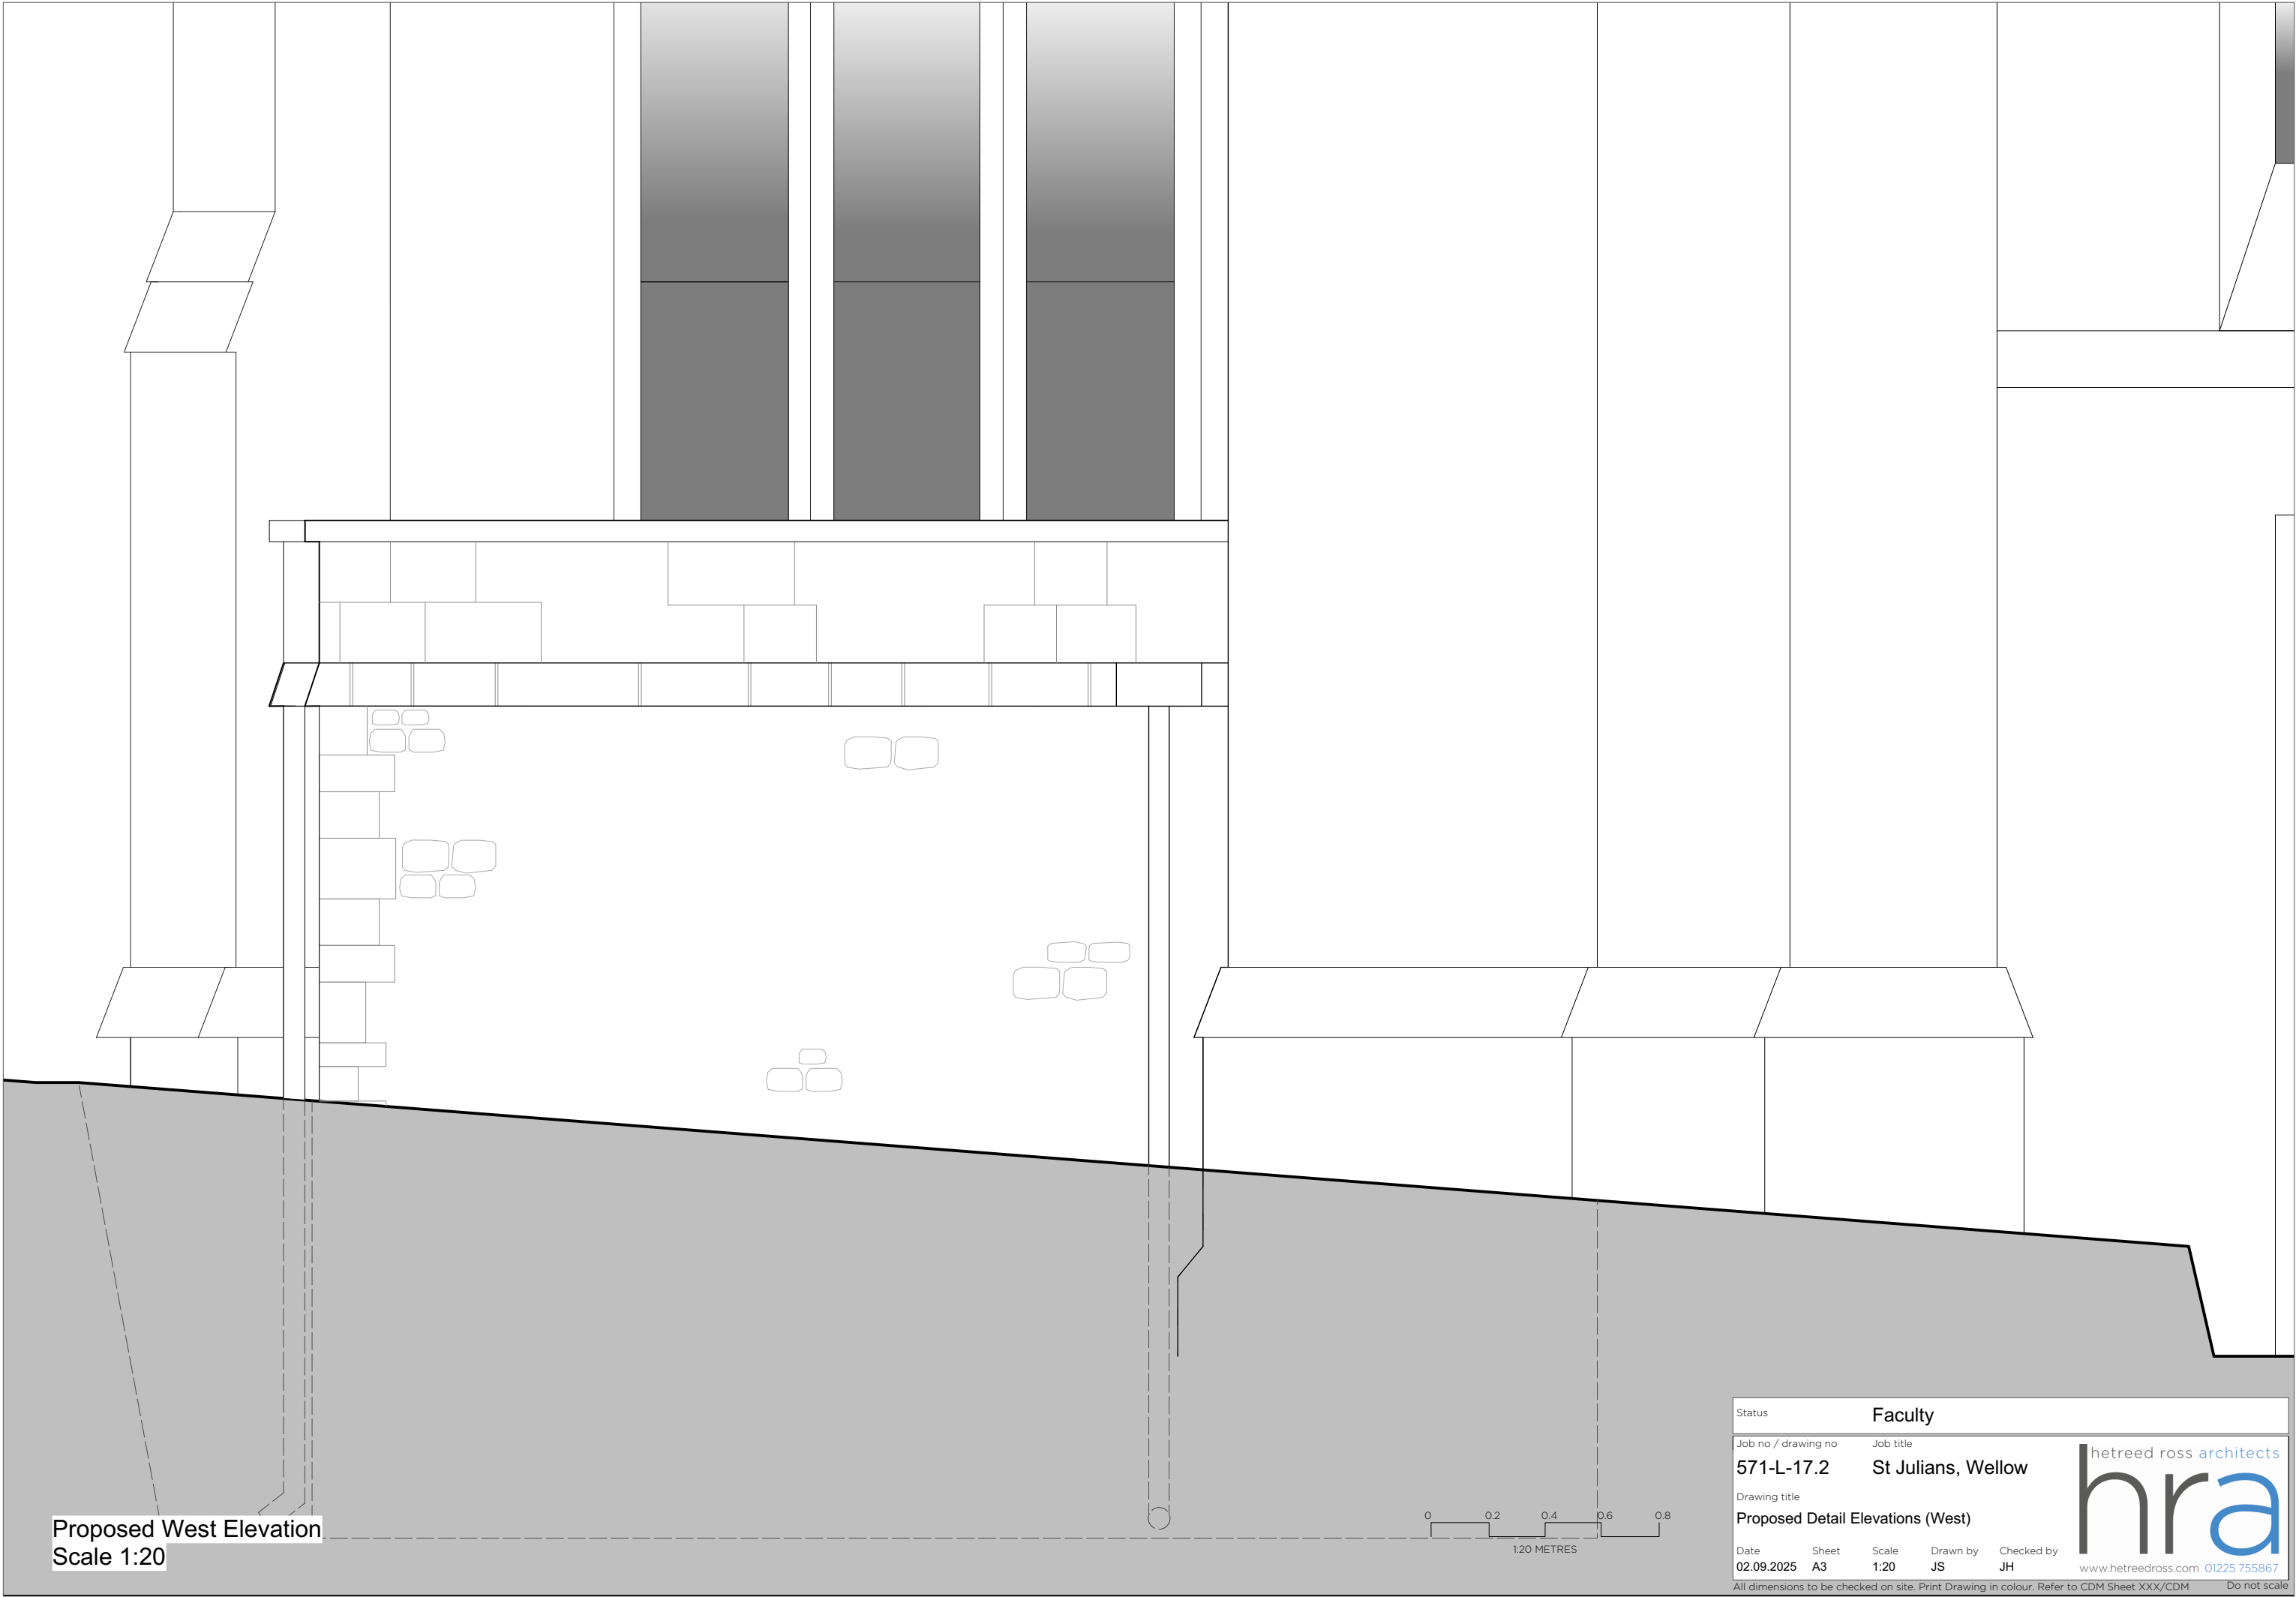 Proposed West Elevation
Scale 1:20
0 0.2 0.4 0.6 0.8
1:20 METRES
Status Faculty
Job no / drawing no Job title
571-L-17.2 St Julians, Wellow
Drawing title
Proposed Detail Elevations (West)
Date Sheet Scale Drawn by Checked by
02.09.2025 A3 1:20 JS JH
hetreed ross architects
hra
www.hetreedross.com 01225 755867
All dimensions to be checked on site. Print Drawing in colour. Refer to CDM Sheet XXX/CDM Do not scale